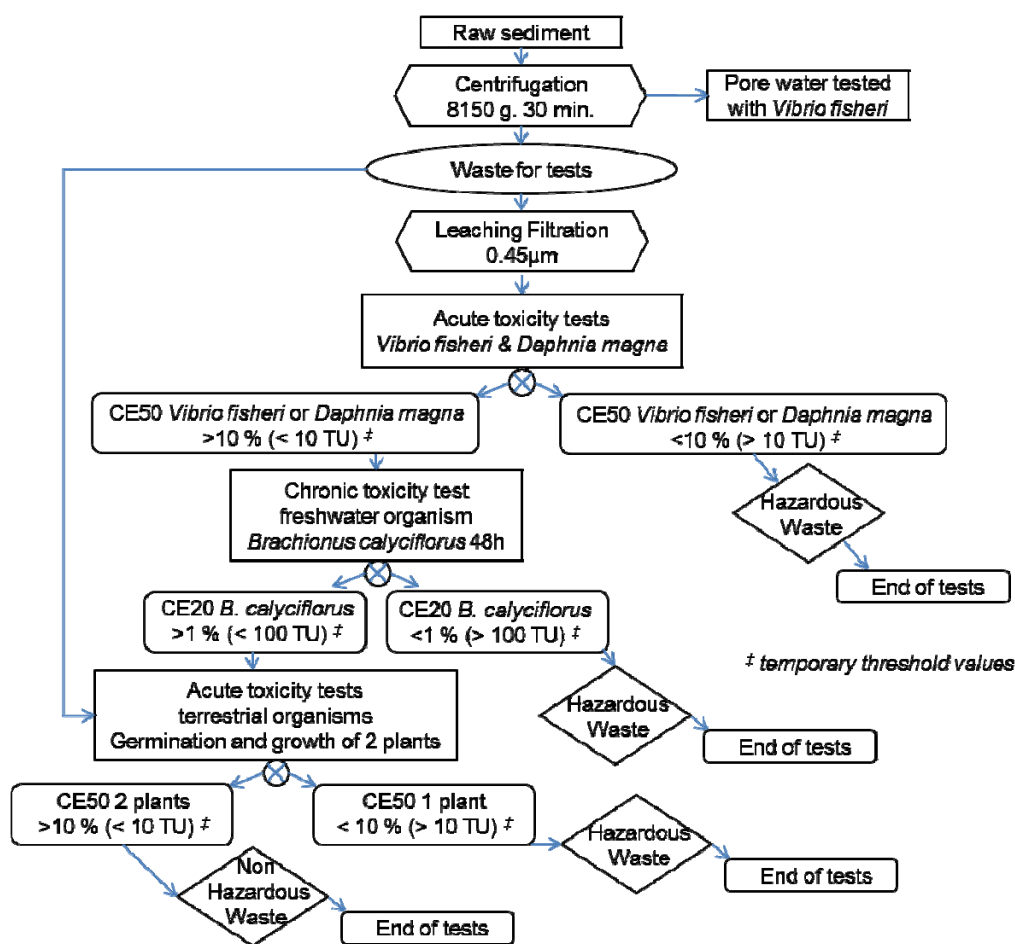 Raw sediment
Centrifugation
8150 g. 30 min.
Pore water tested
with Vibrio fisheri
Waste for tests
Leaching Filtration
0.45µm
Acute toxicity tests
Vibrio fisheri & Daphnia magna
CE50 Vibrio fisheri or Daphnia magna
>10 % (< 10 TU) ‡
CE50 Vibrio fisheri or Daphnia magna
<10 % (> 10 TU) ‡
Chronic toxicity test
freshwater organism
Brachionus calyciflorus 48h
Hazardous
Waste
End of tests
CE20 B. calyciflorus
>1 % (< 100 TU) ‡
CE20 B. calyciflorus
<1 % (> 100 TU) ‡
‡ temporary threshold values
Acute toxicity tests
terrestrial organisms
Germination and growth of 2 plants
Hazardous
Waste
End of tests
CE50 2 plants
>10 % (< 10 TU) ‡
CE50 1 plant
< 10 % (> 10 TU) ‡
Hazardous
Waste
End of tests
Non
Hazardous
Waste
End of tests